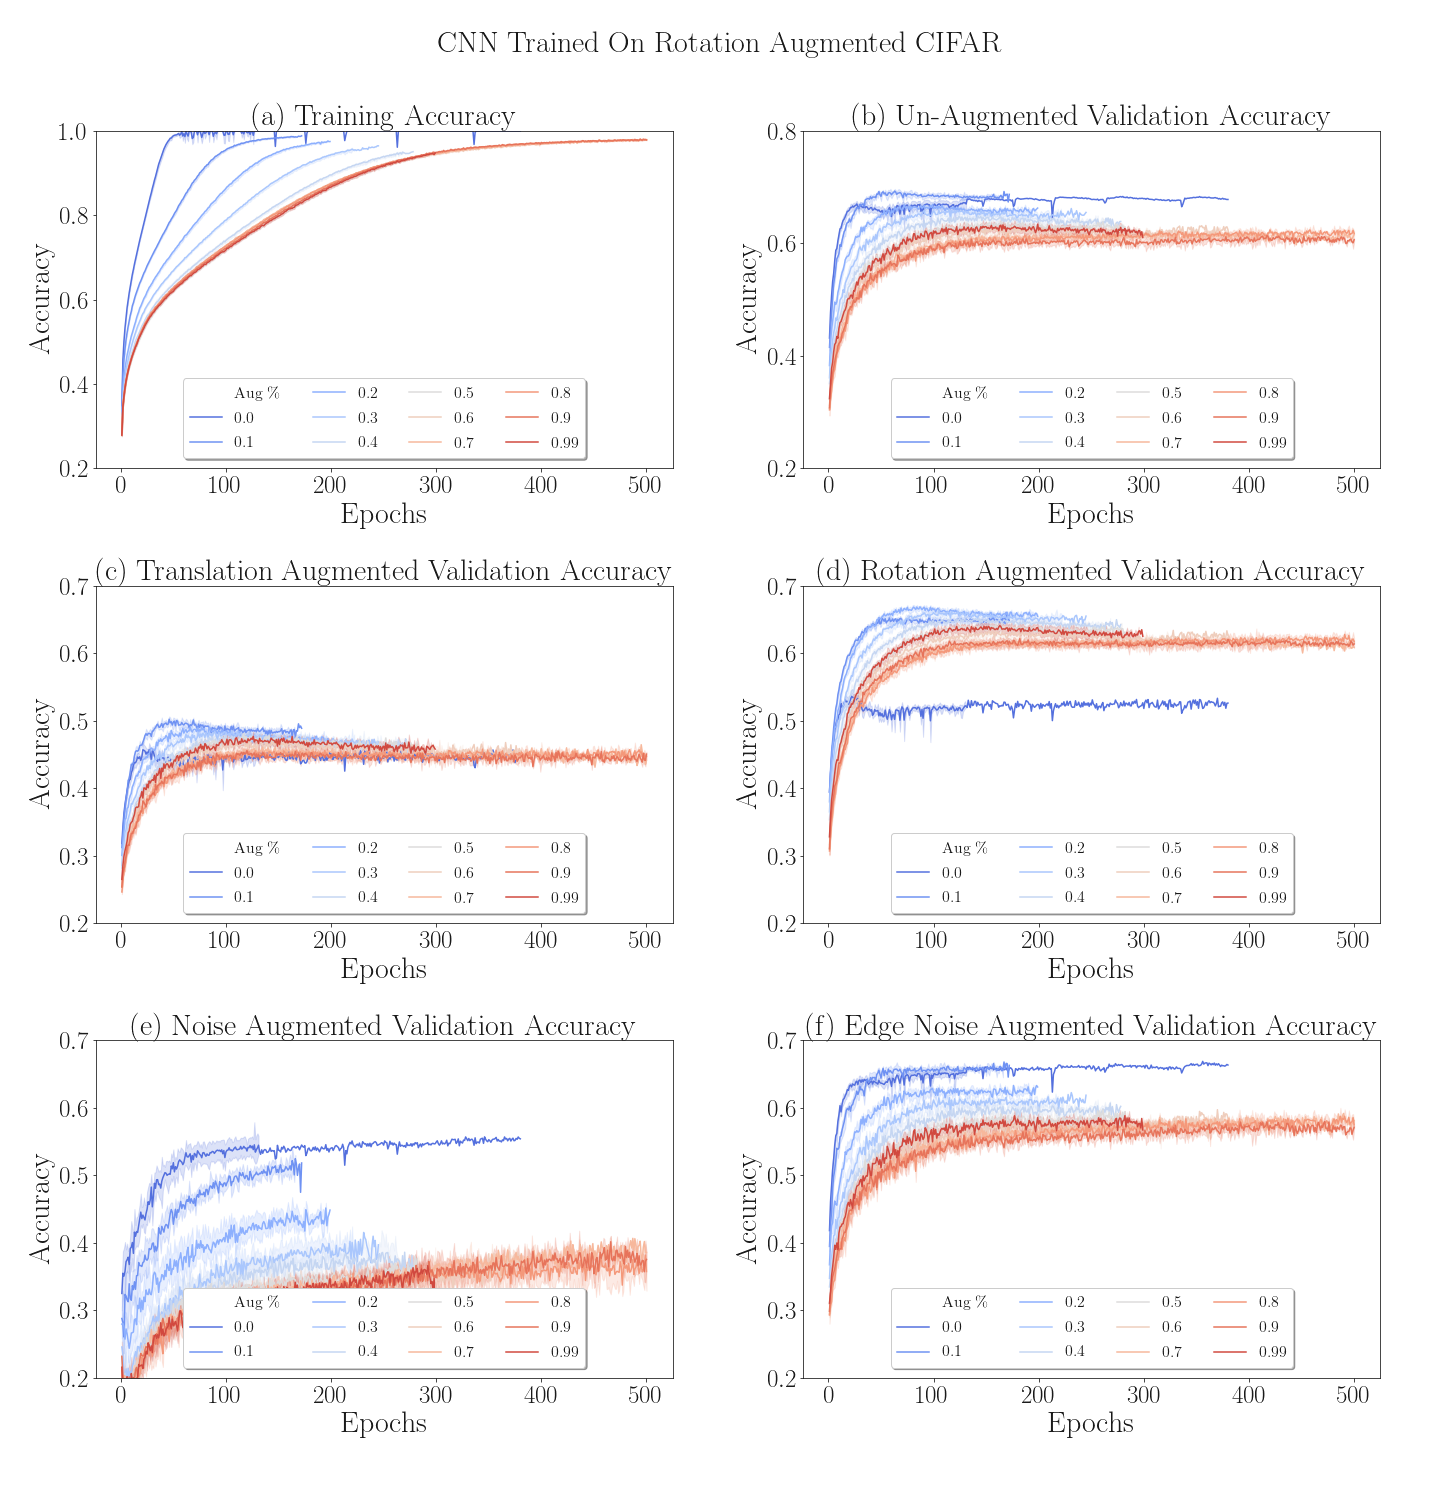 CNN Trained On Rotation Augmented CIFAR
(a) Training Accuracy
1.0
0.8
0.6
0.4
0.2
Accuracy
Aug % 0.2 0.5 0.8
0.0 0.3 0.6 0.9
0.1 0.4 0.7 0.99
0 100 200 300 400 500
Epochs
(b) Un-Augmented Validation Accuracy
0.8
0.6
0.4
0.2
Accuracy
Aug % 0.2 0.5 0.8
0.0 0.3 0.6 0.9
0.1 0.4 0.7 0.99
0 100 200 300 400 500
Epochs
(c) Translation Augmented Validation Accuracy
0.7
0.6
0.5
0.4
0.3
0.2
Accuracy
Aug % 0.2 0.5 0.8
0.0 0.3 0.6 0.9
0.1 0.4 0.7 0.99
0 100 200 300 400 500
Epochs
(d) Rotation Augmented Validation Accuracy
0.7
0.6
0.5
0.4
0.3
0.2
Accuracy
Aug % 0.2 0.5 0.8
0.0 0.3 0.6 0.9
0.1 0.4 0.7 0.99
0 100 200 300 400 500
Epochs
(e) Noise Augmented Validation Accuracy
0.7
0.6
0.5
0.4
0.3
0.2
Accuracy
Aug % 0.2 0.5 0.8
0.0 0.3 0.6 0.9
0.1 0.4 0.7 0.99
0 100 200 300 400 500
Epochs
(f) Edge Noise Augmented Validation Accuracy
0.7
0.6
0.5
0.4
0.3
0.2
Accuracy
Aug % 0.2 0.5 0.8
0.0 0.3 0.6 0.9
0.1 0.4 0.7 0.99
0 100 200 300 400 500
Epochs